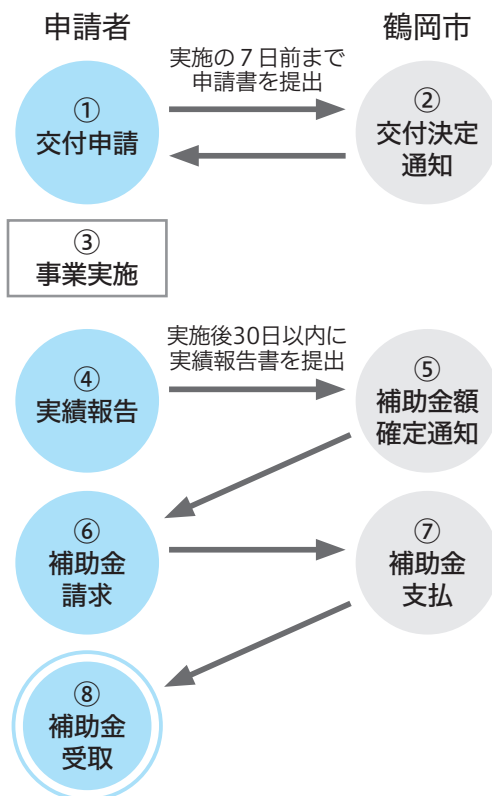 申請者
鶴岡市
実施の７日前まで
申請書を提出
①
交付申請
②
交付決定
通知
③
事業実施
実施後30日以内に
実績報告書を提出
④
実績報告
⑤
補助金額
確定通知
⑥
補助金
請求
⑦
補助金
支払
⑧
補助金
受取